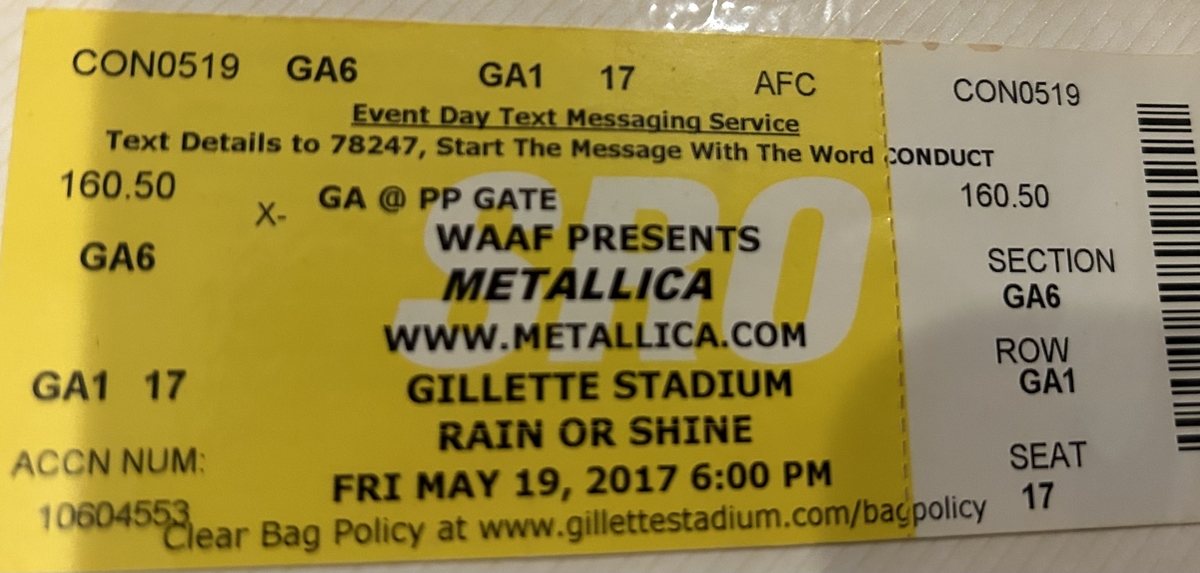 CON0519 GA6 GA1 17 AFC CON0519
Event Day Text Messaging Service
Text Details to 78247, Start The Message With The Word CONDUCT
160.50 X- GA @ PP GATE 160.50
SRO
WAAF PRESENTS
GA6 SECTION
METALLICA GA6
WWW.METALLICA.COM ROW
GA1 17 GILLETTE STADIUM GA1
RAIN OR SHINE
ACCN NUM: SEAT
FRI MAY 19, 2017 6:00 PM 17
10604553
Clear Bag Policy at www.gillettestadium.com/bagpolicy